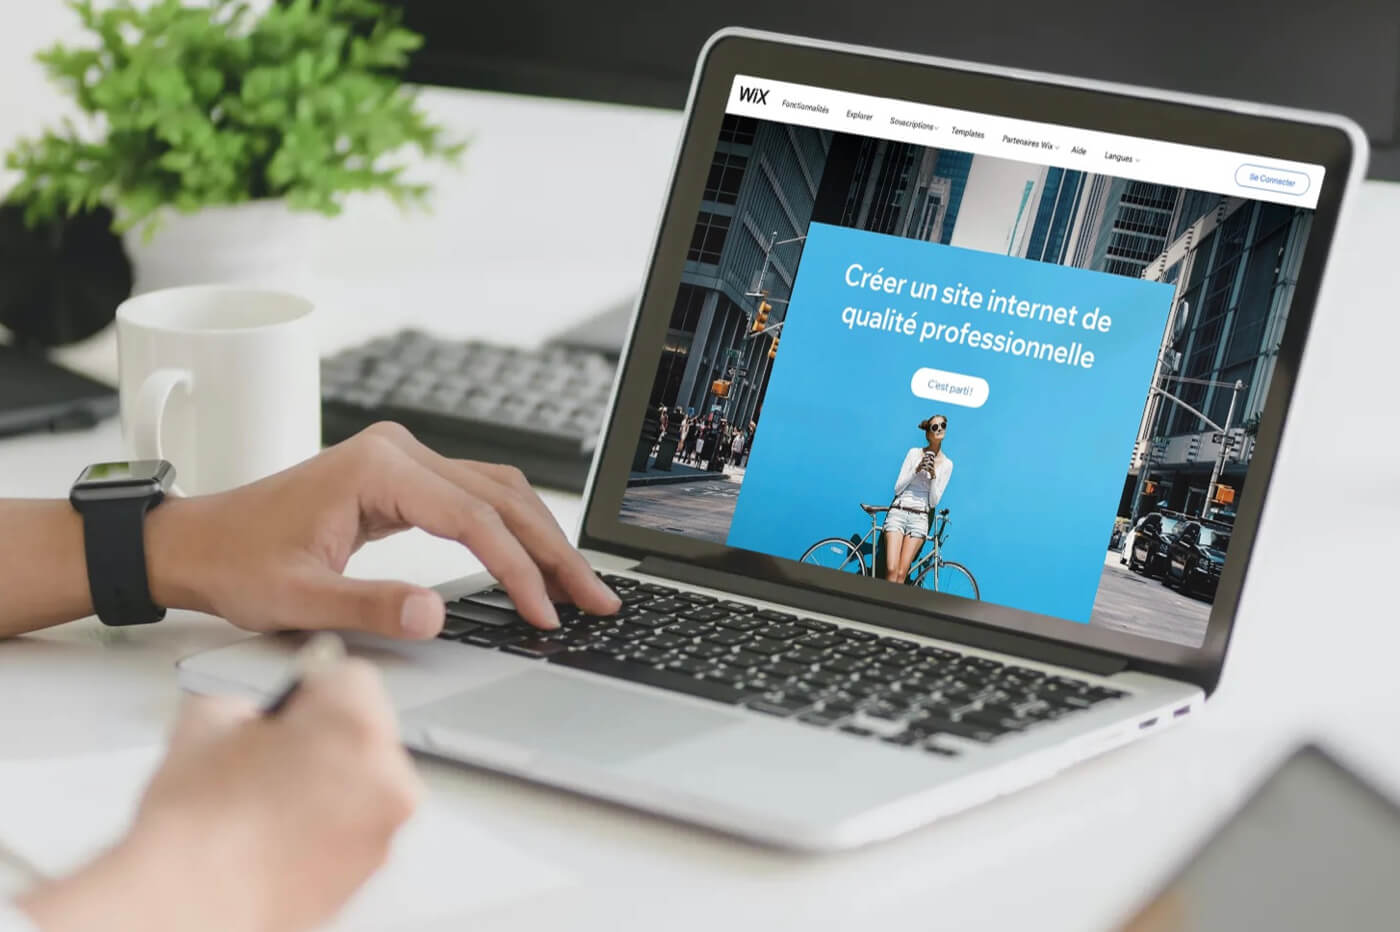 WiX
Fonctionnalités
Explorer
Souscriptions
Templates
Partenaires Wix
Aide
Langues
Se Connecter
Créer un site internet de
qualité professionnelle
C'est parti !